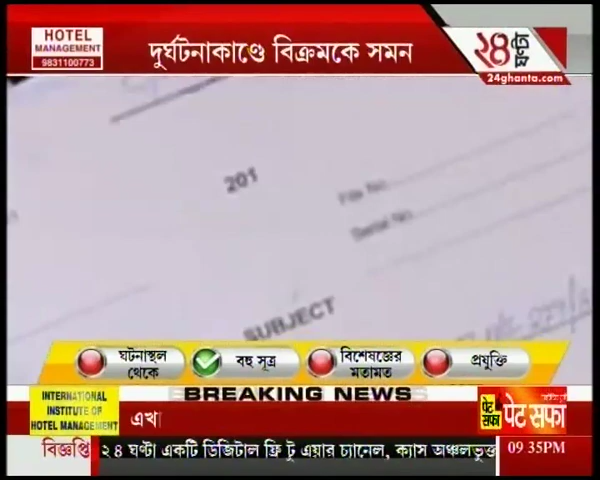 HOTEL
MANAGEMENT
9831100773
দুর্ঘটনাকাণ্ডে বিক্রমকে সমন
২৪ ঘণ্টা
24ghanta.com
201
File No.
Serial No.
SUBJECT
ঘটনাস্থল
থেকে
বহু সূত্র
বিশেষজ্ঞের
মতামত
প্রযুক্তি
BREAKING NEWS
INTERNATIONAL
INSTITUTE OF
HOTEL MANAGEMENT
এখা
পেট
সাফা
पेट सफा
বিজ্ঞপ্তি
২৪ ঘণ্টা একটি ডিজিটাল ফ্রি টু এয়ার চ্যানেল, ক্যাস অঞ্চলভুক্ত
09 35PM